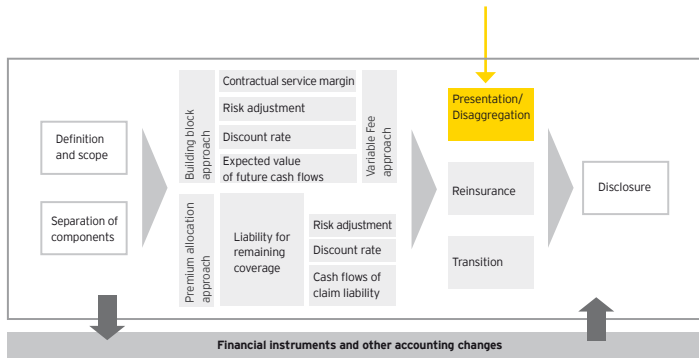 Definition
and scope
Separation of
components
Building block
approach
Contractual service margin
Risk adjustment
Discount rate
Expected value
of future cash flows
Variable Fee
approach
Premium allocation
approach
Liability for
remaining
coverage
Risk adjustment
Discount rate
Cash flows of
claim liability
Presentation/
Disaggregation
Reinsurance
Transition
Disclosure
Financial instruments and other accounting changes